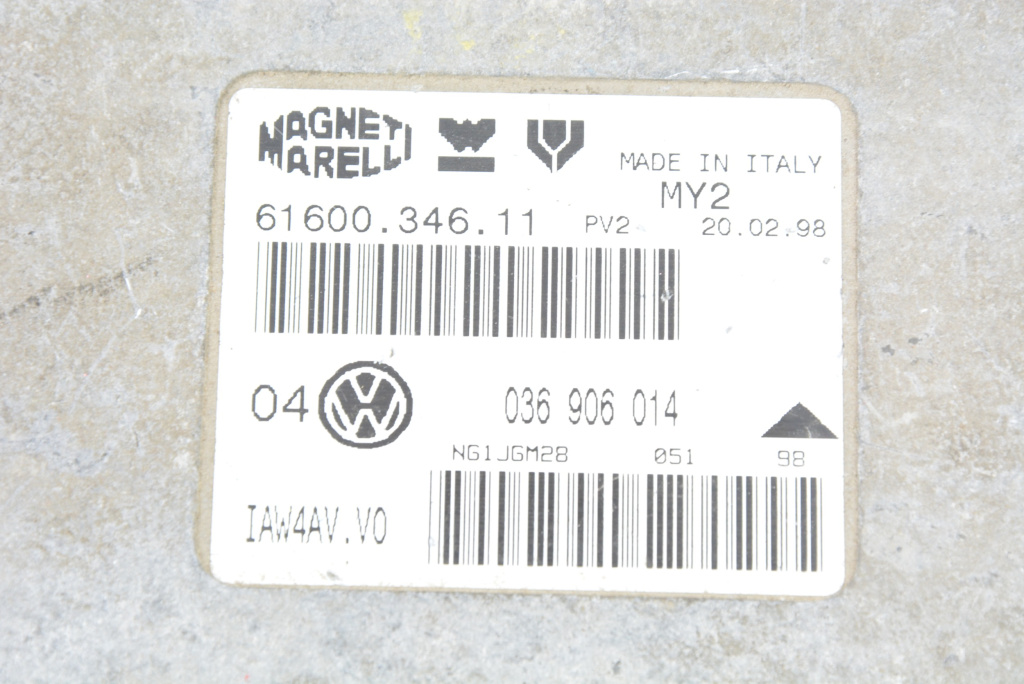 MAGNETI
MARELLI
MADE IN ITALY
MY2
61600.346.11 PV2 20.02.98
04 036 906 014
NG1JGM28 051 98
IAW4AV.V0